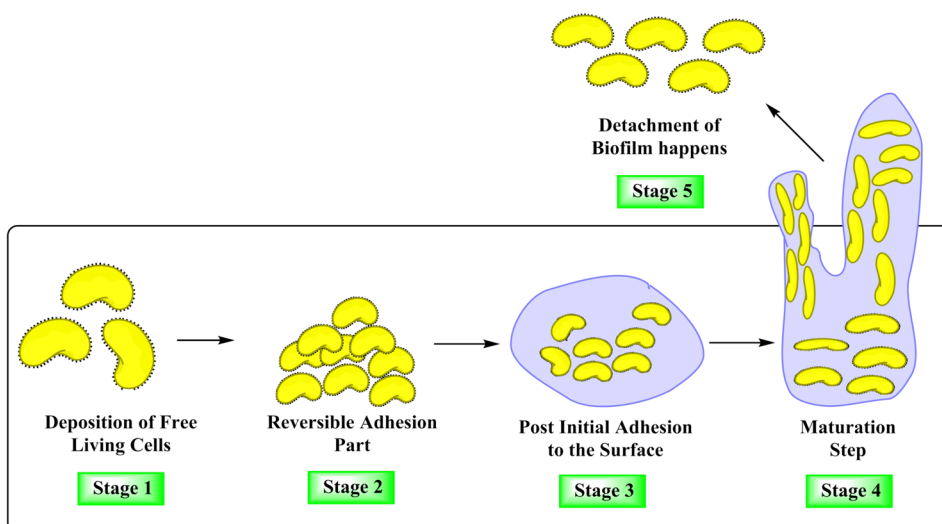 Deposition of Free
Living Cells
Stage 1
Reversible Adhesion
Part
Stage 2
Post Initial Adhesion
to the Surface
Stage 3
Maturation
Step
Stage 4
Detachment of
Biofilm happens
Stage 5